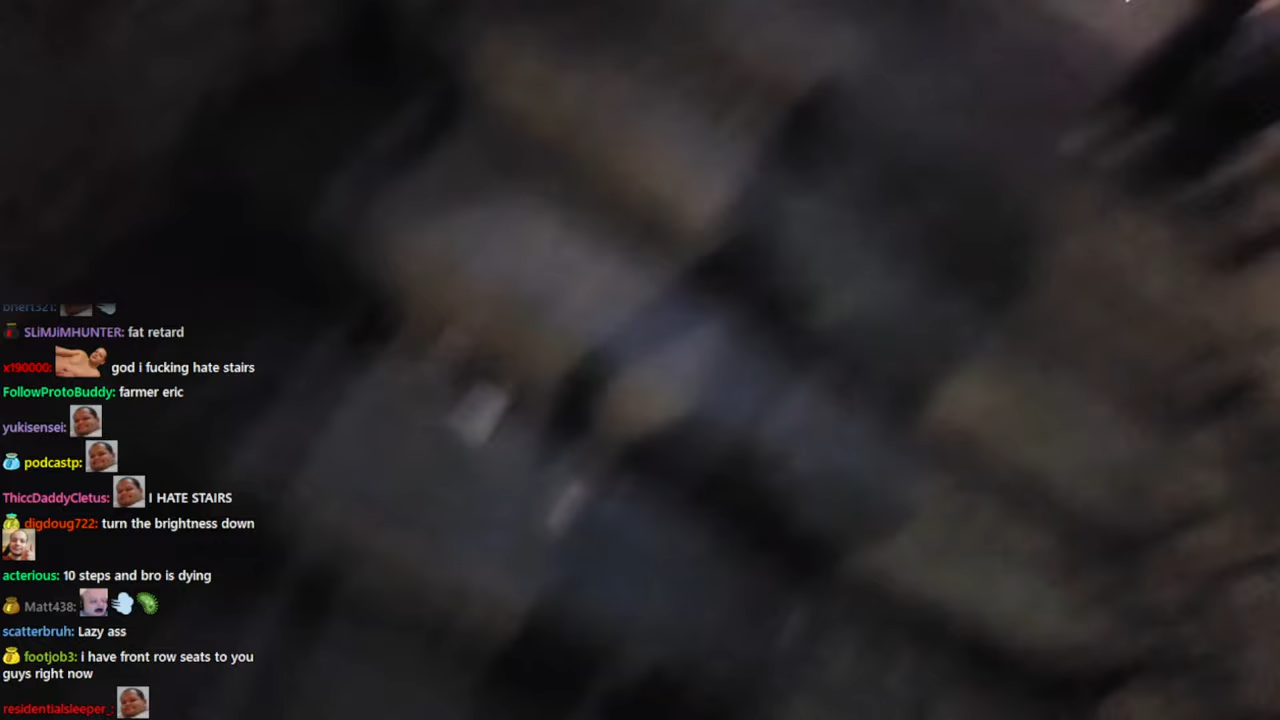 bhert321:
SLiMJiMHUNTER: fat retard
x190000: god i fucking hate stairs
FollowProtoBuddy: farmer eric
yukisensei:
podcastp:
ThiccDaddyCletus: I HATE STAIRS
digdoug722: turn the brightness down
acterious: 10 steps and bro is dying
Matt438:
scatterbruh: Lazy ass
footjob3: i have front row seats to you
guys right now
residentialsleeper_: